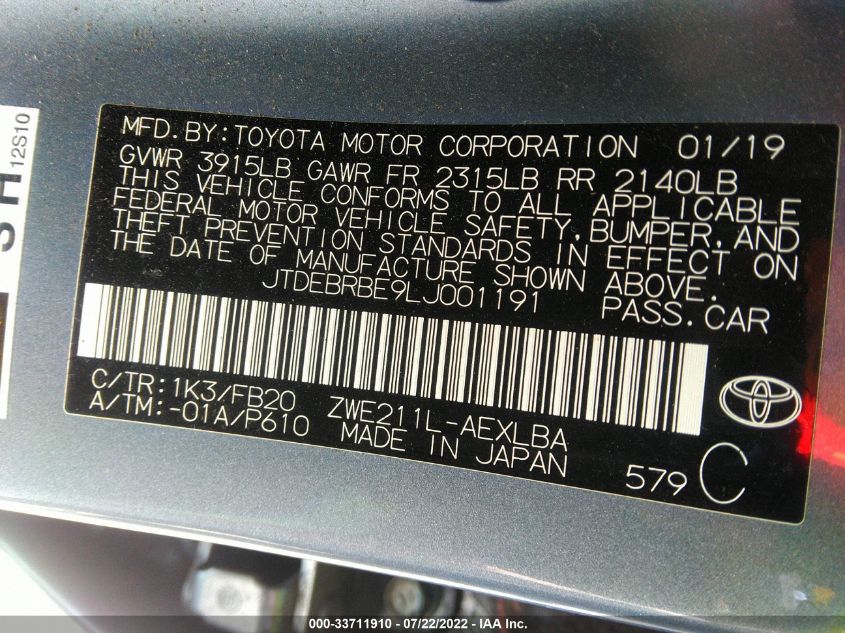 MFD.BY:TOYOTA MOTOR CORPORATION 01/19
GVWR 3915LB GAWR FR 2315LB RR 2140LB
THIS VEHICLE CONFORMS TO ALL APPLICABLE
FEDERAL MOTOR VEHICLE SAFETY,BUMPER,AND
THEFT PREVENTION STANDARDS IN EFFECT ON
THE DATE OF MANUFACTURE SHOWN ABOVE.
JTDEBRBE9LJ001191 PASS.CAR
C/TR:1K3/FB20 ZWE211L-AEXLBA
A/TM:-01A/P610 MADE IN JAPAN
579 C
12S10
000-33711910 / 07/22/2022 - IAA Inc.